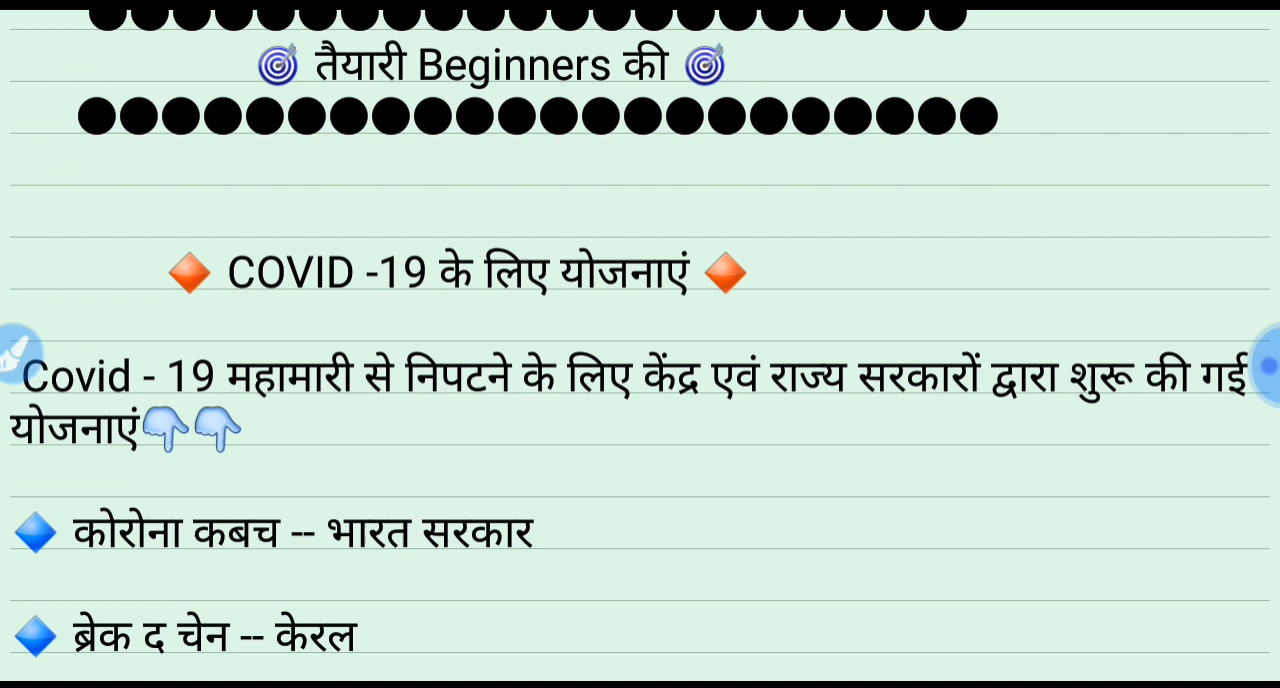 🎯 तैयारी Beginners की 🎯
🔶 COVID -19 के लिए योजनाएं 🔶
Covid - 19 महामारी से निपटने के लिए केंद्र एवं राज्य सरकारों द्वारा शुरू की गई
योजनाएं👇👇
🔷 कोरोना कबच -- भारत सरकार
🔷 ब्रेक द चेन -- केरल